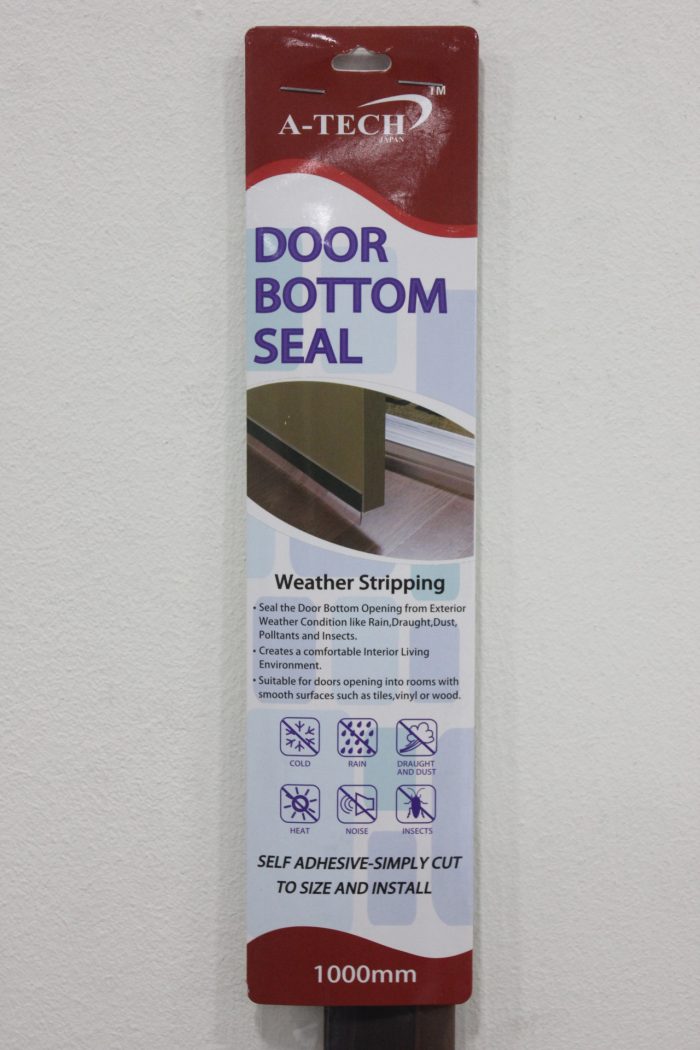 A-TECH™
JAPAN
DOOR
BOTTOM
SEAL
Weather Stripping
• Seal the Door Bottom Opening from Exterior
Weather Condition like Rain,Draught,Dust,
Polltants and Insects.
• Creates a comfortable Interior Living
Environment.
• Suitable for doors opening into rooms with
smooth surfaces such as tiles,vinyl or wood.
COLD
RAIN
DRAUGHT
AND DUST
HEAT
NOISE
INSECTS
SELF ADHESIVE-SIMPLY CUT
TO SIZE AND INSTALL
1000mm